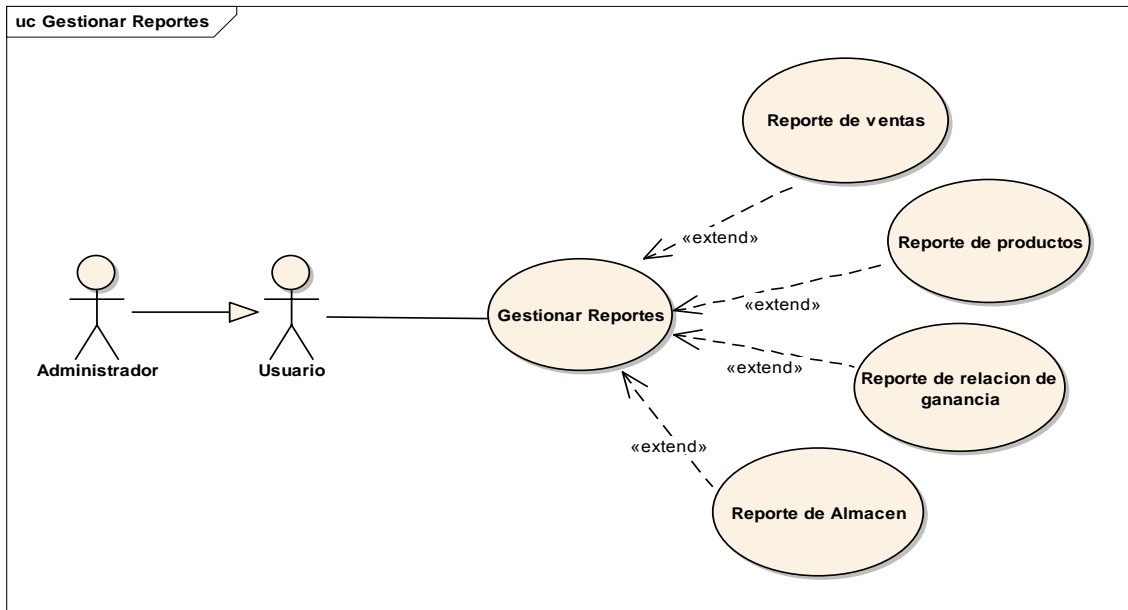 uc Gestionar Reportes
Reporte de ventas
«extend»
Reporte de productos
«extend»
Gestionar Reportes
Administrador
Usuario
«extend»
Reporte de relacion de
ganancia
«extend»
Reporte de Almacen